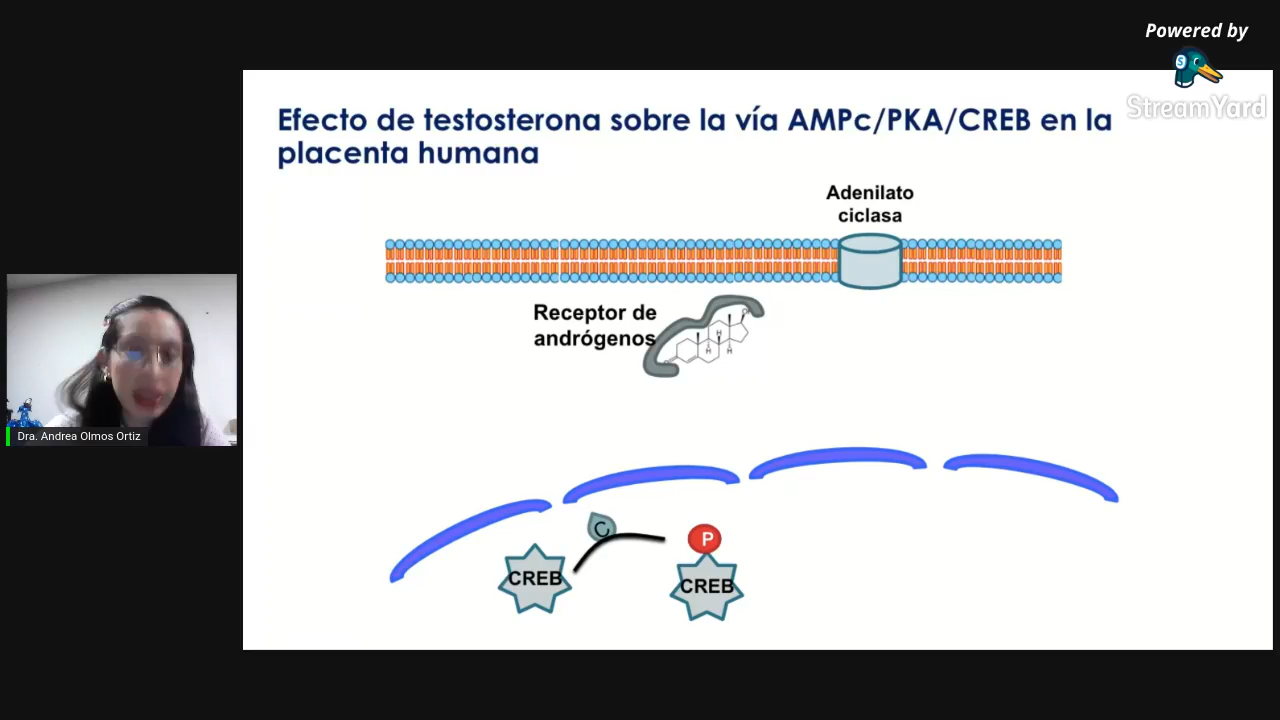 Powered by
StreamYard
Efecto de testosterona sobre la vía AMPc/PKA/CREB en la
placenta humana
Adenilato
ciclasa
Receptor de
andrógenos
O
H
H
H
OH
Dra. Andrea Olmos Ortiz
C
P
CREB
CREB